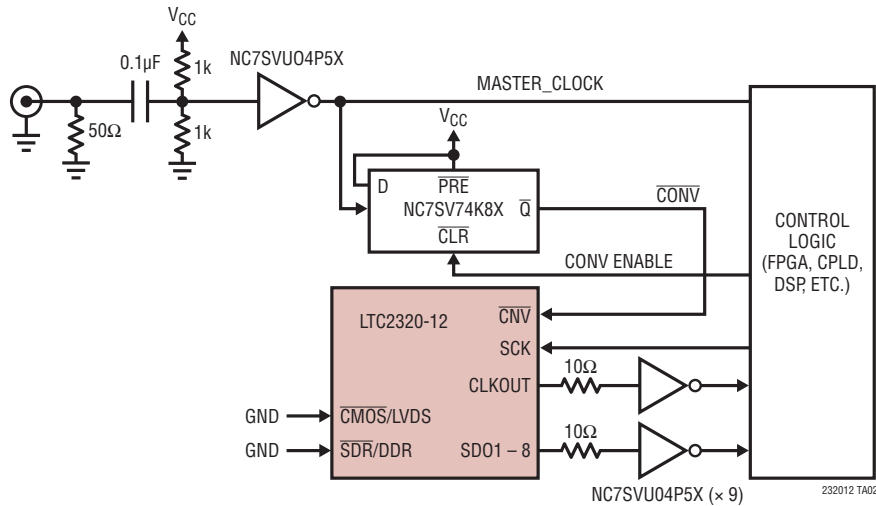 VCC
0.1µF
1k
NC7SVUO4P5X
MASTER_CLOCK
50Ω
1k
VCC
D
PRE
NC7SV74K8X
Q
CLR
CONV
CONV ENABLE
CONTROL
LOGIC
(FPGA, CPLD,
DSP, ETC.)
LTC2320-12
CNV
SCK
CLKOUT
10Ω
GND
CMOS/LVDS
GND
SDR/DDR
SDO1 – 8
10Ω
NC7SVU04P5X (× 9)
232012 TA02